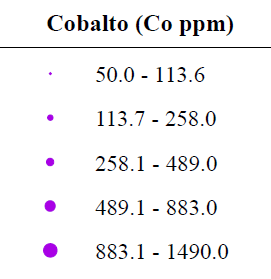 Cobalto (Co ppm)
50.0 - 113.6
113.7 - 258.0
258.1 - 489.0
489.1 - 883.0
883.1 - 1490.0